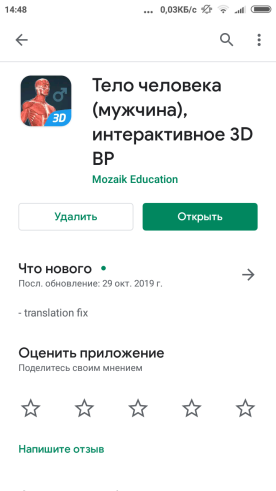 14:48 ... 0,03КБ/с
Тело человека
(мужчина),
интерактивное 3D
ВР
Mozaik Education
3D
Удалить Открыть
Что нового
Посл. обновление: 29 окт. 2019 г.
- translation fix
Оценить приложение
Поделитесь своим мнением
Напишите отзыв